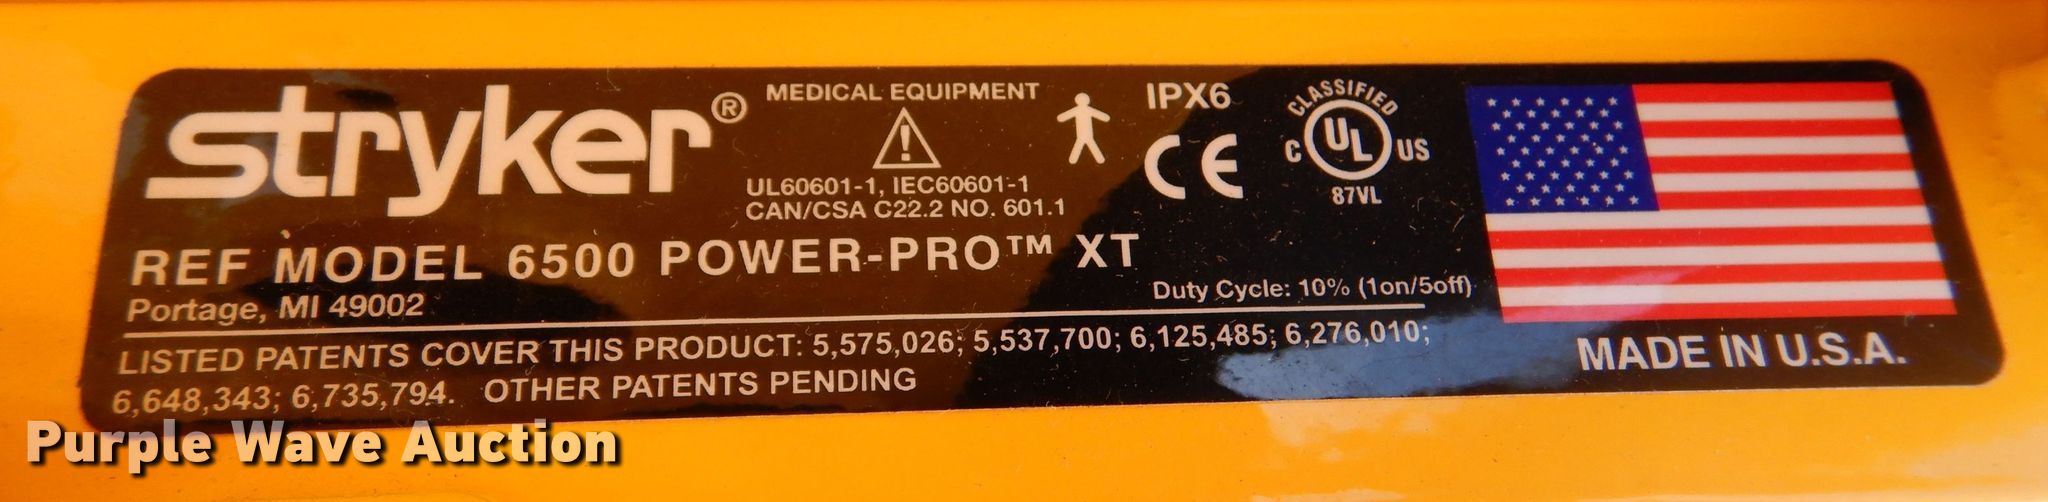 stryker®
MEDICAL EQUIPMENT
UL60601-1, IEC60601-1
CAN/CSA C22.2 NO. 601.1
IPX6
CE
CLASSIFIED
C UL US
87VL
REF MODEL 6500 POWER-PRO™ XT
Portage, MI 49002
Duty Cycle: 10% (1on/5off)
LISTED PATENTS COVER THIS PRODUCT: 5,575,026; 5,537,700; 6,125,485; 6,276,010;
6,648,343; 6,735,794. OTHER PATENTS PENDING
MADE IN U.S.A.
Purple Wave Auction